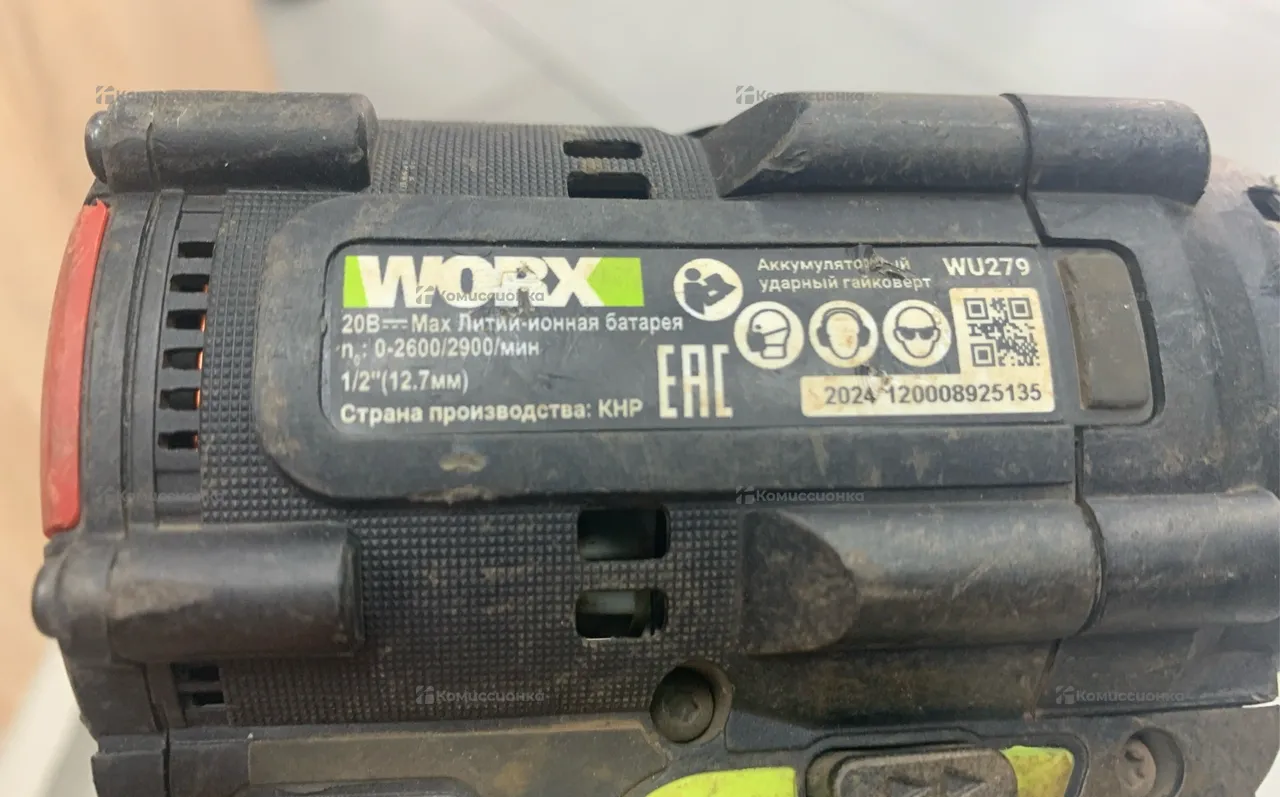 WORX
Аккумуляторный
ударный гайковерт
WU279
20В Max Литий-ионная батарея
n₀: 0-2600/2900/мин
1/2"(12.7мм)
Страна производства: КНР
EAC
2024 120008925135
Комиссионка
Комиссионка
Комиссионка
Комиссионка
Комиссионка
Комиссионка